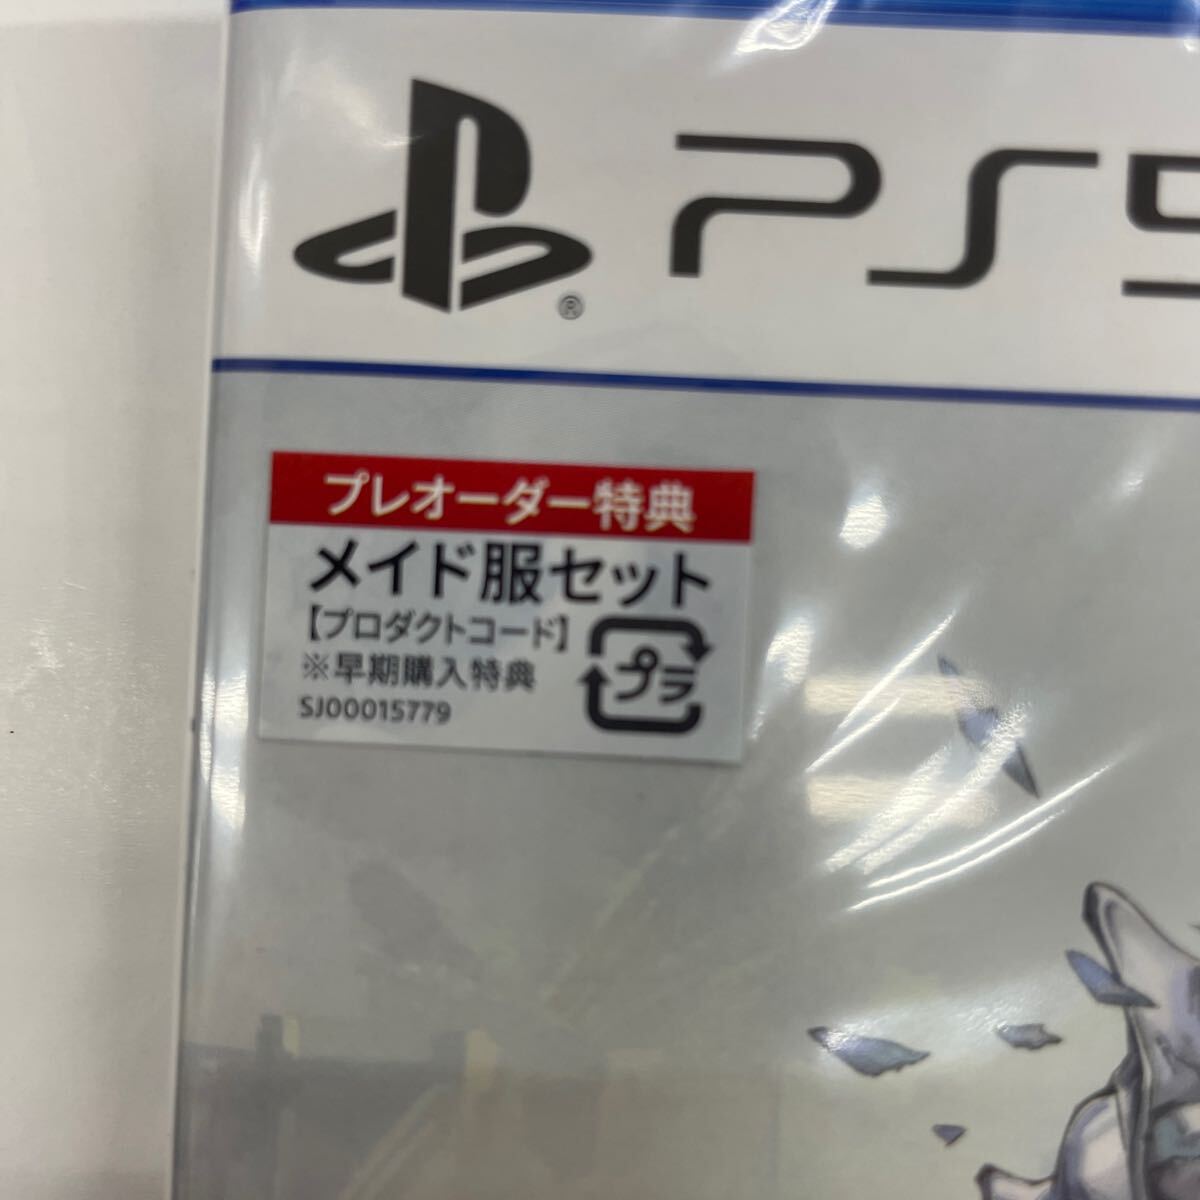 PS5
®
プレオーダー特典
メイド服セット
【プロダクトコード】
※早期購入特典
SJ00015779
プラ